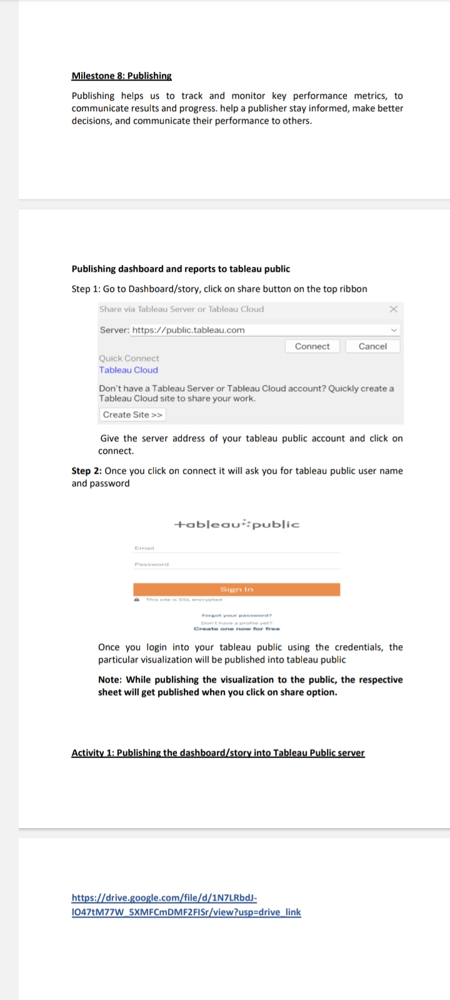 Milestone 8: Publishing
Publishing helps us to track and monitor key performance metrics, to
communicate results and progress. help a publisher stay informed, make better
decisions, and communicate their performance to others.
Publishing dashboard and reports to tableau public
Step 1: Go to Dashboard/story, click on share button on the top ribbon
Share via Tableau Server or Tableau Cloud
Server: https://public.tableau.com
Connect Cancel
Quick Connect
Tableau Cloud
Don't have a Tableau Server or Tableau Cloud account? Quickly create a
Tableau Cloud site to share your work.
Create Site >>
Give the server address of your tableau public account and click on
connect.
Step 2: Once you click on connect it will ask you for tableau public user name
and password
tableau public
Email
Password
Sign In
This site is SSL encrypted
Forgot your password?
Don't have a profile yet?
Create one now for free
Once you login into your tableau public using the credentials, the
particular visualization will be published into tableau public
Note: While publishing the visualization to the public, the respective
sheet will get published when you click on share option.
Activity 1: Publishing the dashboard/story into Tableau Public server
https://drive.google.com/file/d/1N7LRbdJ-
lO47tM77W_5XMFCmDMF2FISr/view?usp=drive_link